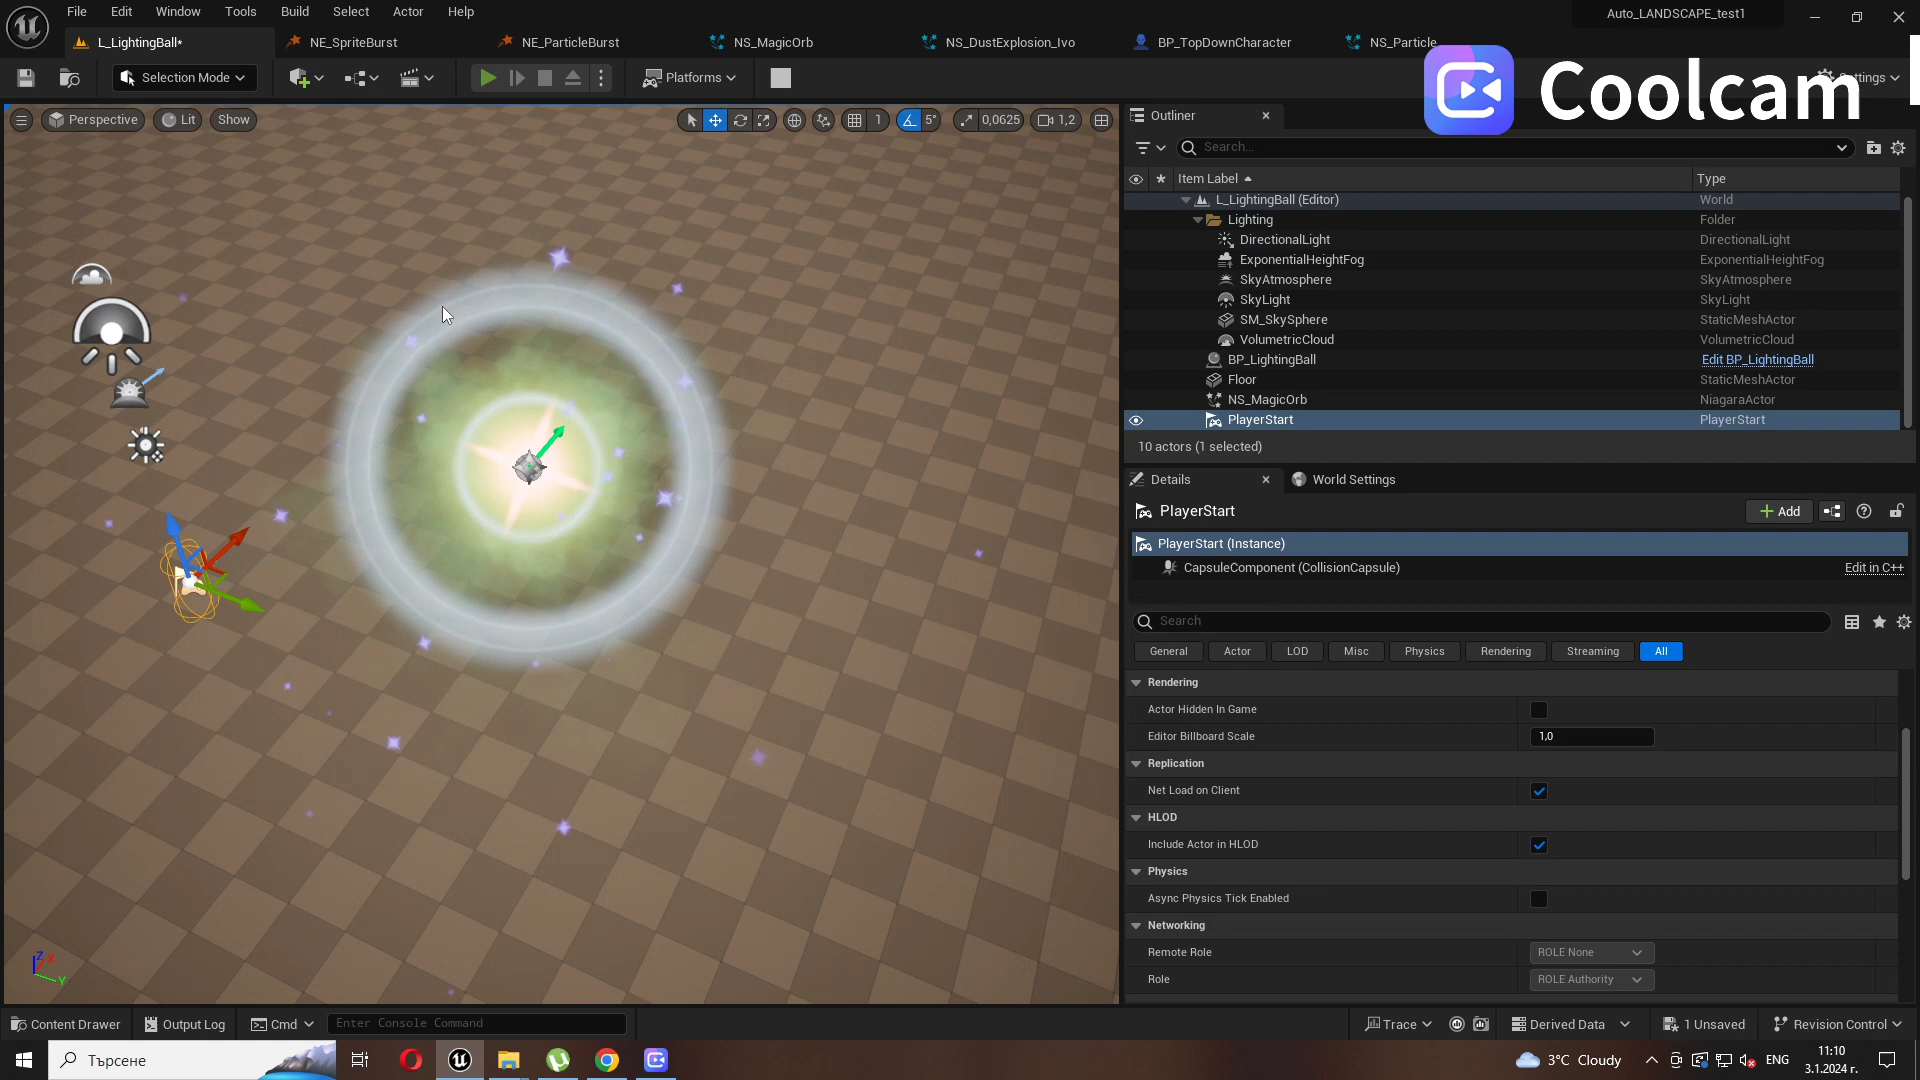 File Edit Window Tools Build Select Actor Help
Auto_LANDSCAPE_test1
L_LightingBall*
NE_SpriteBurst
NE_ParticleBurst
NS_MagicOrb
NS_DustExplosion_Ivo
BP_TopDownCharacter
NS_Particle
Selection Mode
Platforms
Settings
Coolcam
Perspective
Lit
Show
1
5°
0,0625
1,2
Outliner
Search...
Item Label
Type
L_LightingBall (Editor) World
Lighting Folder
DirectionalLight DirectionalLight
ExponentialHeightFog ExponentialHeightFog
SkyAtmosphere SkyAtmosphere
SkyLight SkyLight
SM_SkySphere StaticMeshActor
VolumetricCloud VolumetricCloud
BP_LightingBall Edit BP_LightingBall
Floor StaticMeshActor
NS_MagicOrb NiagaraActor
PlayerStart PlayerStart
10 actors (1 selected)
Details
World Settings
PlayerStart
Add
PlayerStart (Instance)
CapsuleComponent (CollisionCapsule)
Edit in C++
Search
General Actor LOD Misc Physics Rendering Streaming All
Rendering
Actor Hidden In Game
Editor Billboard Scale 1,0
Replication
Net Load on Client
HLOD
Include Actor in HLOD
Physics
Async Physics Tick Enabled
Networking
Remote Role ROLE None
Role ROLE Authority
Z X
Y
Content Drawer
Output Log
Cmd
Enter Console Command
Trace
Derived Data
1 Unsaved
Revision Control
Търсене
3°C Cloudy
ENG
11:10
3.1.2024 г.